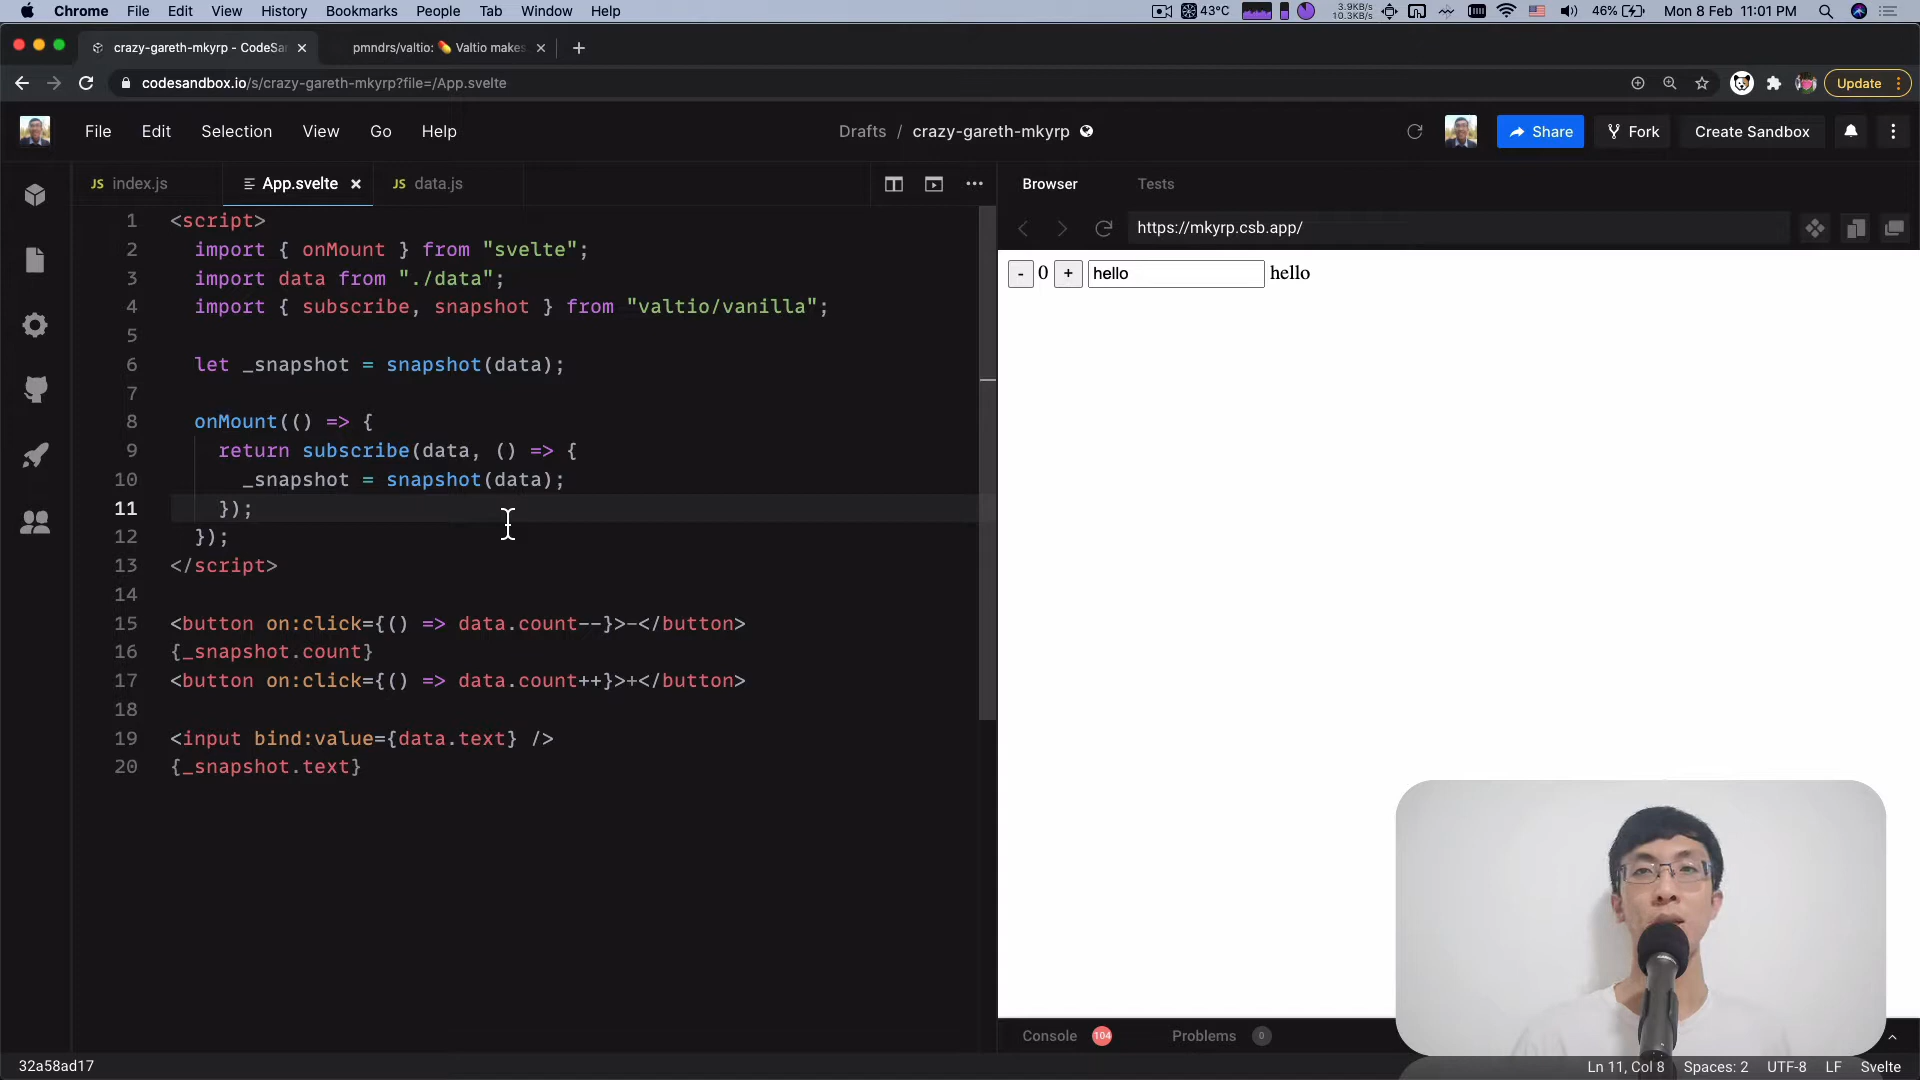 Chrome File Edit View History Bookmarks People Tab Window Help 43°C 3.9KB/s 10.3KB/s 46% Mon 8 Feb 11:01 PM
crazy-gareth-mkyrp - CodeSan
pmndrs/valtio: 💊 Valtio makes
codesandbox.io/s/crazy-gareth-mkyrp?file=/App.svelte
Update
File Edit Selection View Go Help
Drafts / crazy-gareth-mkyrp
Share Fork Create Sandbox
JS index.js App.svelte JS data.js
Browser Tests
https://mkyrp.csb.app/
- 0 + hello hello
1 <script>
2 import { onMount } from "svelte";
3 import data from "./data";
4 import { subscribe, snapshot } from "valtio/vanilla";
5
6 let _snapshot = snapshot(data);
7
8 onMount(() => {
9 return subscribe(data, () => {
10 _snapshot = snapshot(data);
11 });
12 });
13 </script>
14
15 <button on:click={() => data.count--}>-</button>
16 {_snapshot.count}
17 <button on:click={() => data.count++}>+</button>
18
19 <input bind:value={data.text} />
20 {_snapshot.text}
Console 104 Problems 0
32a58ad17
Ln 11, Col 8 Spaces: 2 UTF-8 LF Svelte